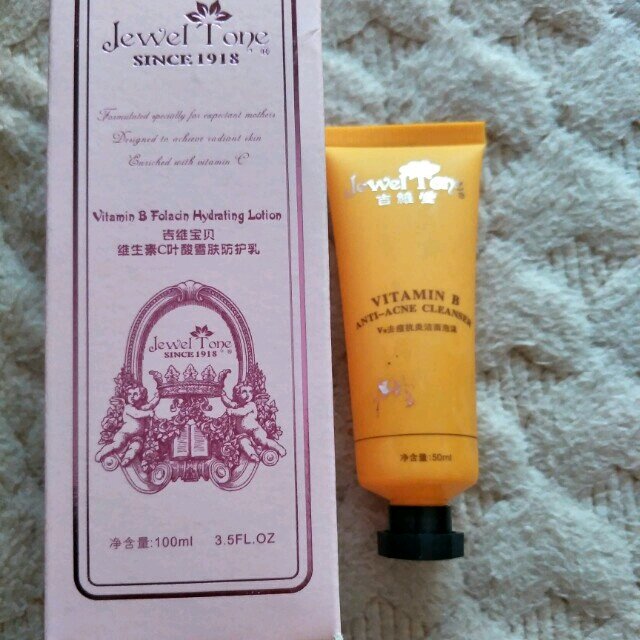 Jewel Tone
SINCE 1918
Formulated specially for expectant mothers
Designed to achieve radiant skin
Enriched with vitamin C
Vitamin B Folacin Hydrating Lotion
吉维宝贝
维生素C叶酸雪肤防护乳
Jewel Tone
SINCE 1918
净含量:100ml 3.5FL.OZ
Jewel Tone
吉維寶
VITAMIN B
ANTI-ACNE CLEANSER
净含量:50ml